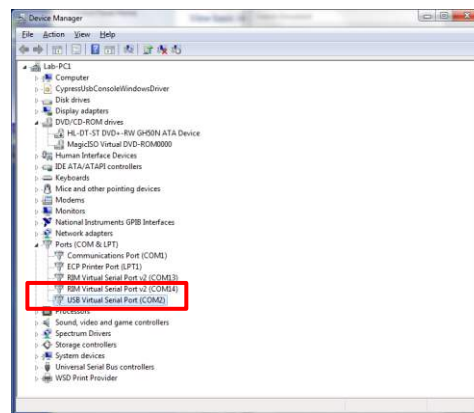 Device Manager
File Action View Help
Lab-PC1
Computer
CypressUsbConsoleWindowsDriver
Disk drives
Display adapters
DVD/CD-ROM drives
HL-DT-ST DVD+-RW GH50N ATA Device
MagicISO Virtual DVD-ROM0000
Human Interface Devices
IDE ATA/ATAPI controllers
Keyboards
Mice and other pointing devices
Modems
Monitors
National Instruments GPIB Interfaces
Network adapters
Ports (COM & LPT)
Communications Port (COM1)
ECP Printer Port (LPT1)
RIM Virtual Serial Port v2 (COM13)
RIM Virtual Serial Port v2 (COM14)
USB Virtual Serial Port (COM2)
Processors
Sound, video and game controllers
Spectrum Drivers
Storage controllers
System devices
Universal Serial Bus controllers
WSD Print Provider